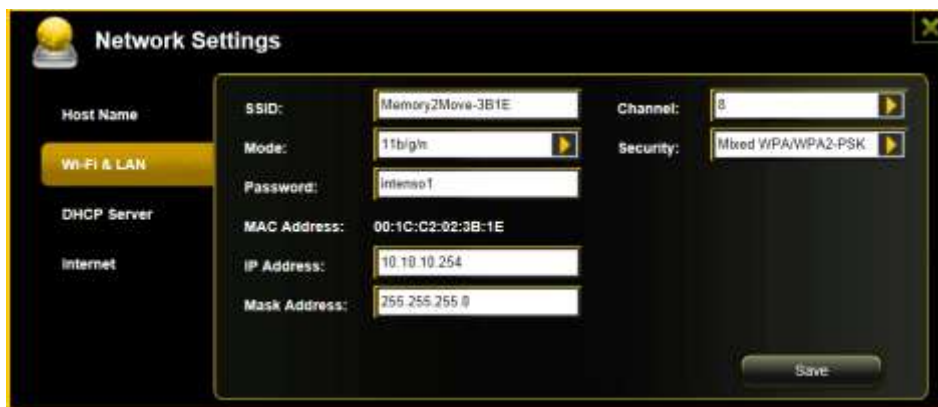 Network Settings
Host Name
Wi-Fi & LAN
DHCP Server
Internet
SSID: Memory2Move-3B1E
Mode: 11b/g/n
Password: intenso1
MAC Address: 00:1C:C2:02:3B:1E
IP Address: 10.10.10.254
Mask Address: 255.255.255.0
Channel: 8
Security: Mixed WPA/WPA2-PSK
Save